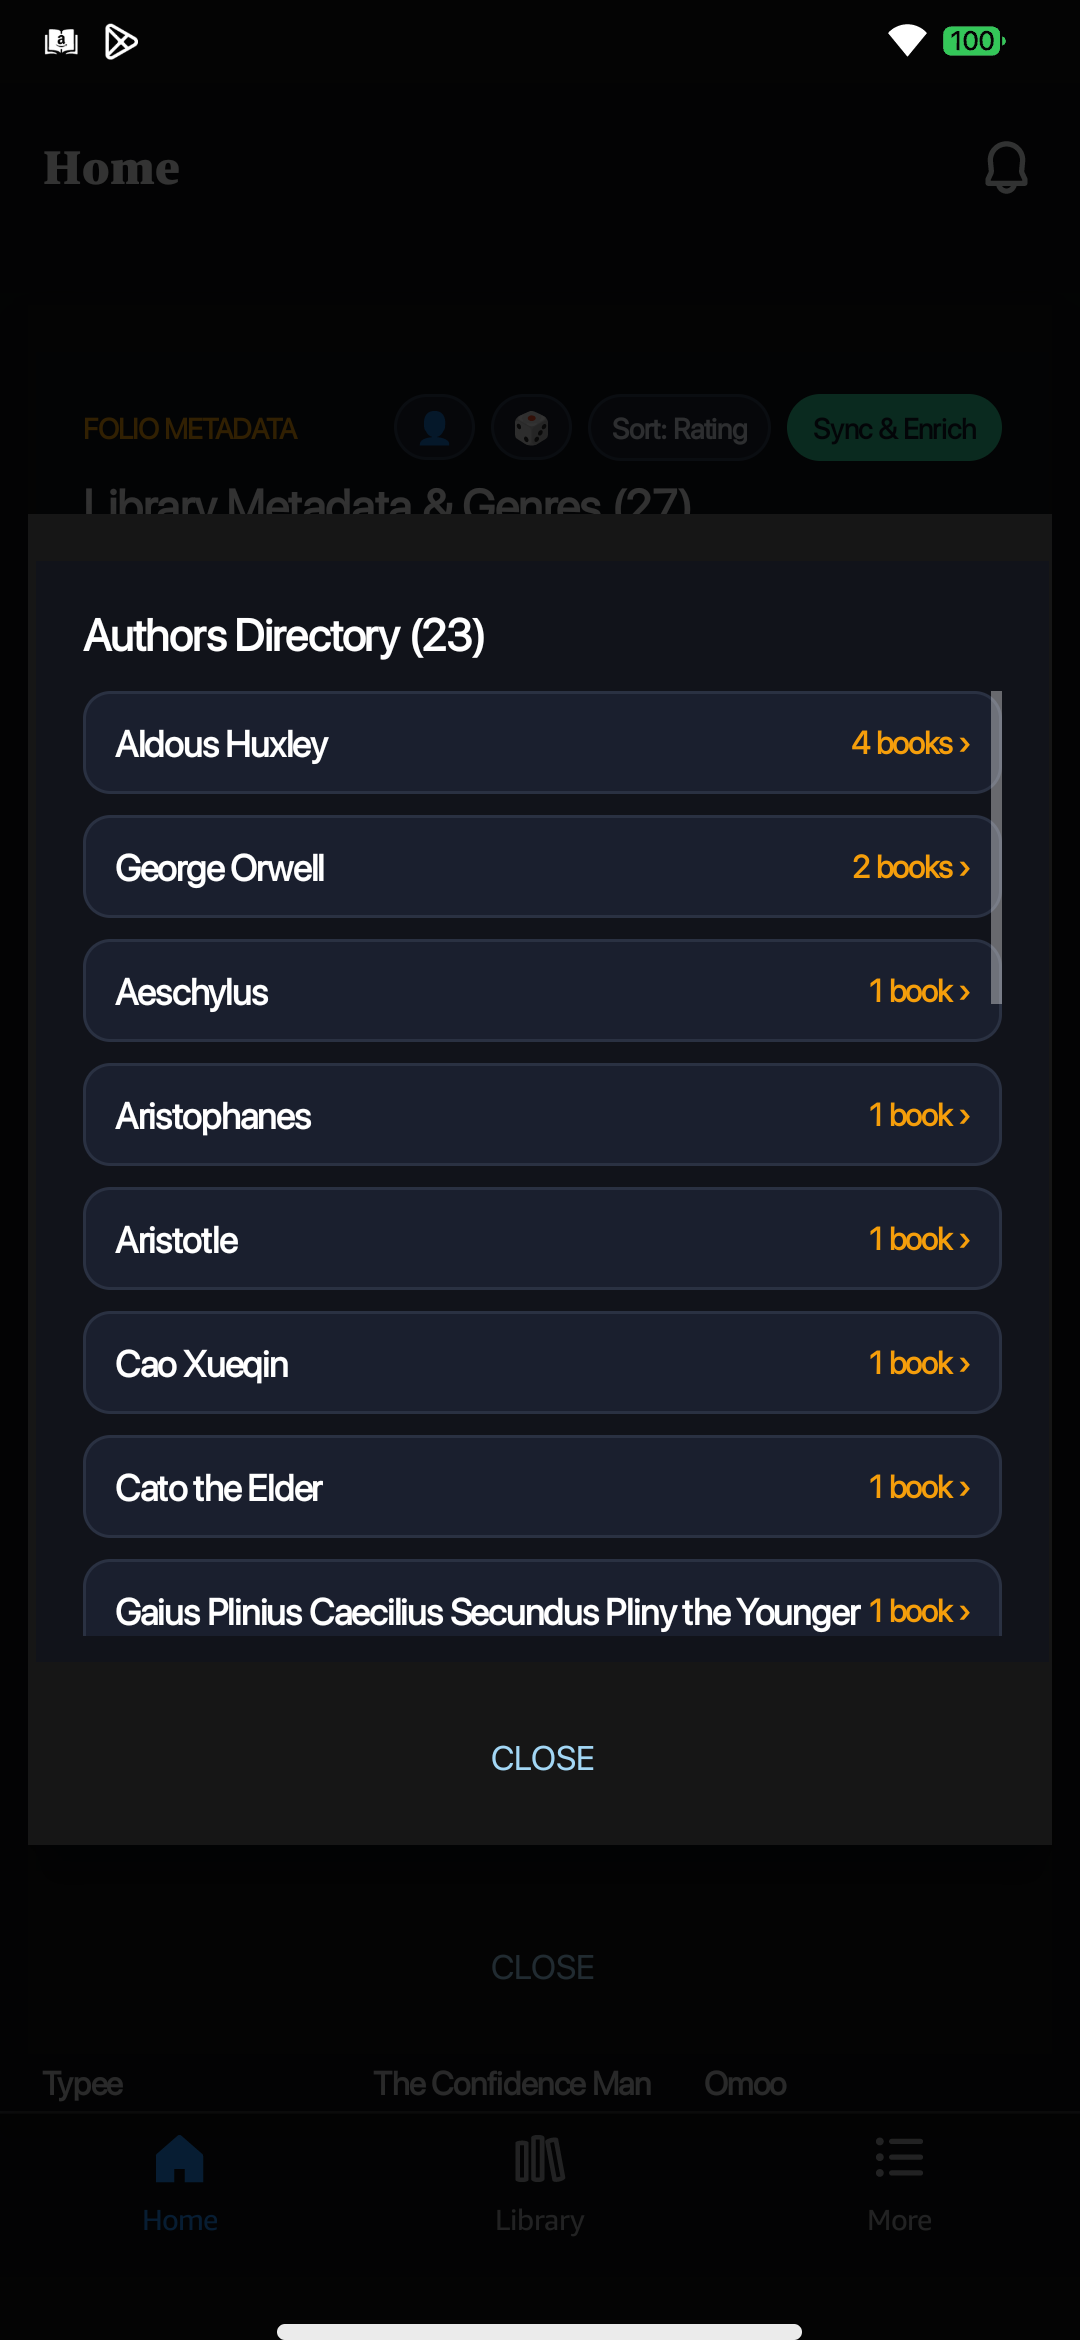 100
Home
FOLIO METADATA
Sort: Rating
Sync & Enrich
Library Metadata & Genres (27)
Authors Directory (23)
Aldous Huxley 4 books ›
George Orwell 2 books ›
Aeschylus 1 book ›
Aristophanes 1 book ›
Aristotle 1 book ›
Cao Xueqin 1 book ›
Cato the Elder 1 book ›
Gaius Plinius Caecilius Secundus Pliny the Younger 1 book ›
CLOSE
CLOSE
Typee The Confidence Man Omoo
Home Library More